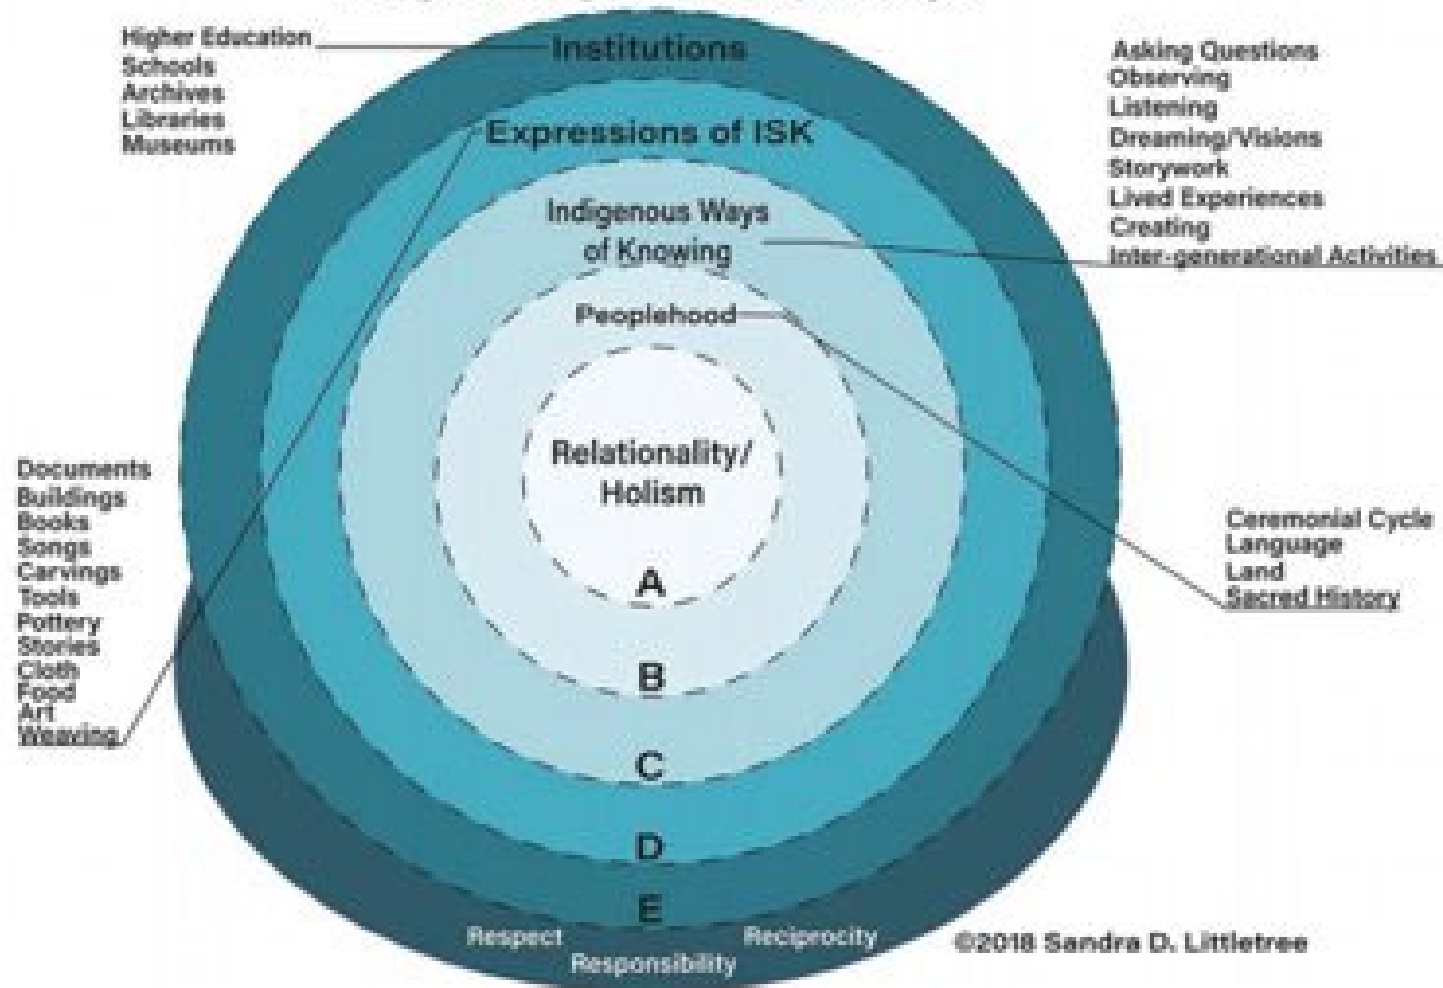 Higher Education
Schools
Archives
Libraries
Museums
Institutions
Expressions of ISK
Indigenous Ways
of Knowing
Peoplehood
Relationality/
Holism
A
B
C
D
E
Asking Questions
Observing
Listening
Dreaming/Visions
Storywork
Lived Experiences
Creating
Inter-generational Activities
Documents
Buildings
Books
Songs
Carvings
Tools
Pottery
Stories
Cloth
Food
Art
Weaving
Ceremonial Cycle
Language
Land
Sacred History
Respect
Responsibility
Reciprocity
©2018 Sandra D. Littletree